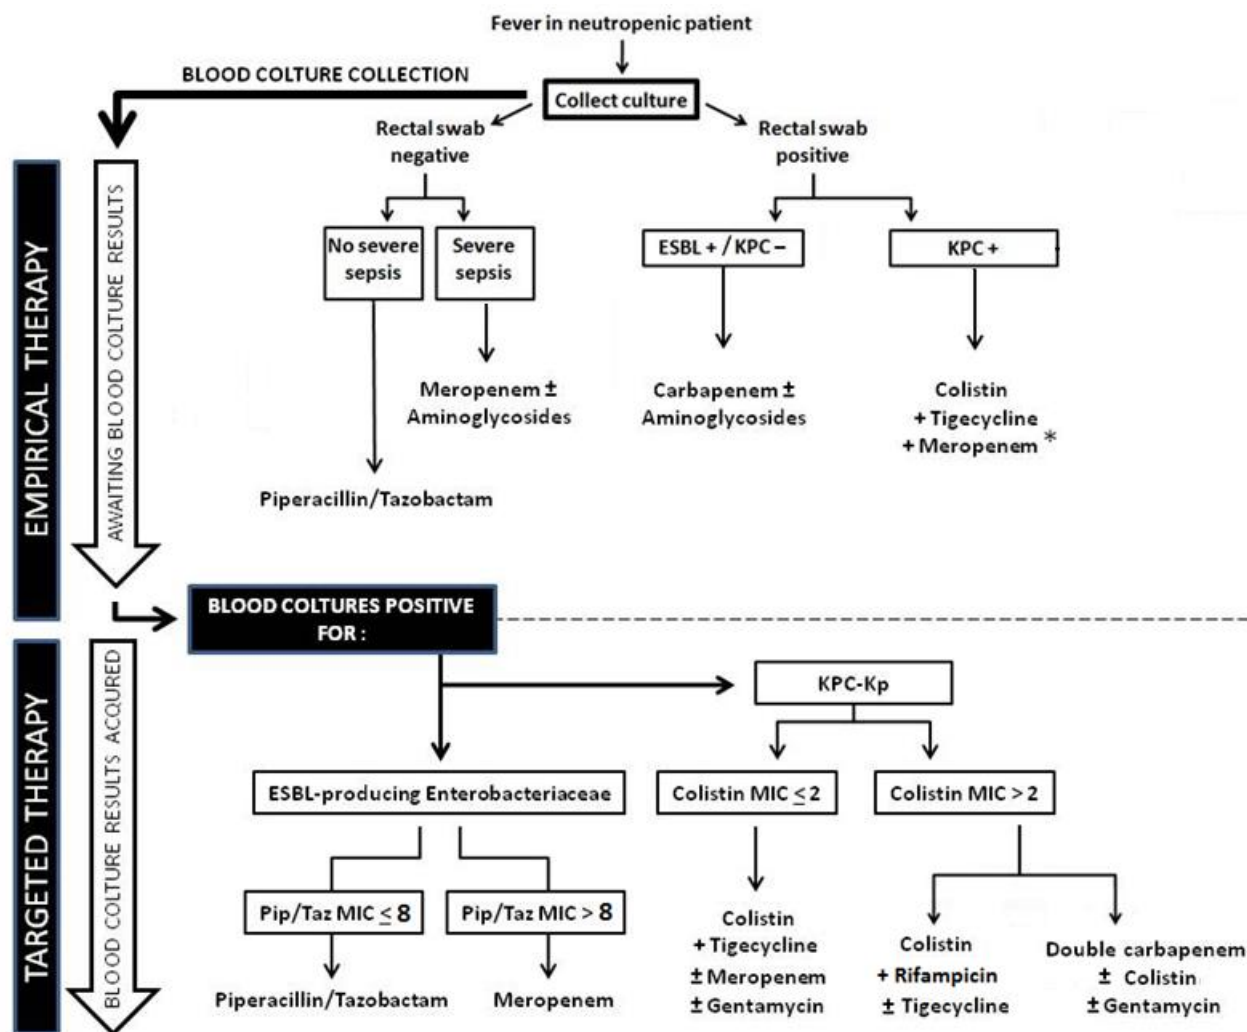 Fever in neutropenic patient
BLOOD COLTURE COLLECTION
Collect culture
Rectal swab
negative
Rectal swab
positive
No severe
sepsis
Severe
sepsis
ESBL + / KPC –
KPC +
Meropenem ±
Aminoglycosides
Carbapenem ±
Aminoglycosides
Colistin
+ Tigecycline
+ Meropenem *
Piperacillin/Tazobactam
EMPIRICAL THERAPY
AWAITING BLOOD COLTURE RESULTS
BLOOD COLTURES POSITIVE
FOR :
TARGETED THERAPY
BLOOD COLTURE RESULTS ACQURED
KPC-Kp
ESBL-producing Enterobacteriaceae
Colistin MIC ≤ 2
Colistin MIC > 2
Pip/Taz MIC ≤ 8
Pip/Taz MIC > 8
Piperacillin/Tazobactam
Meropenem
Colistin
+ Tigecycline
± Meropenem
± Gentamycin
Colistin
+ Rifampicin
± Tigecycline
Double carbapenem
± Colistin
± Gentamycin